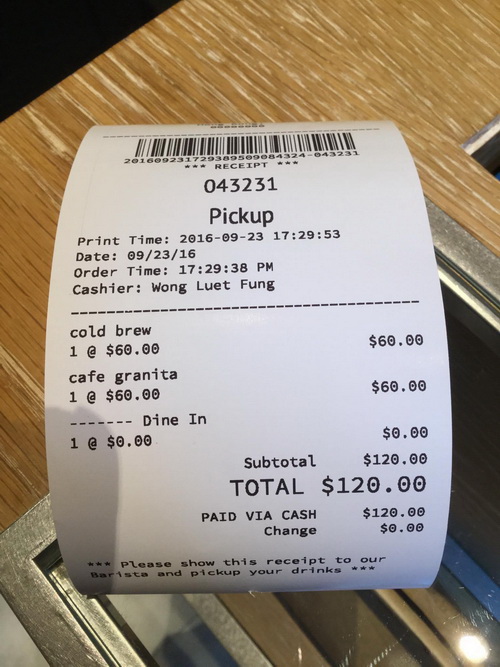 201609231729389509084324-043231
*** RECEIPT ***
043231
Pickup
Print Time: 2016-09-23 17:29:53
Date: 09/23/16
Order Time: 17:29:38 PM
Cashier: Wong Luet Fung
cold brew
1 @ $60.00 $60.00
cafe granita
1 @ $60.00 $60.00
------- Dine In
1 @ $0.00 $0.00
Subtotal $120.00
TOTAL $120.00
PAID VIA CASH $120.00
Change $0.00
*** Please show this receipt to our
Barista and pickup your drinks ***